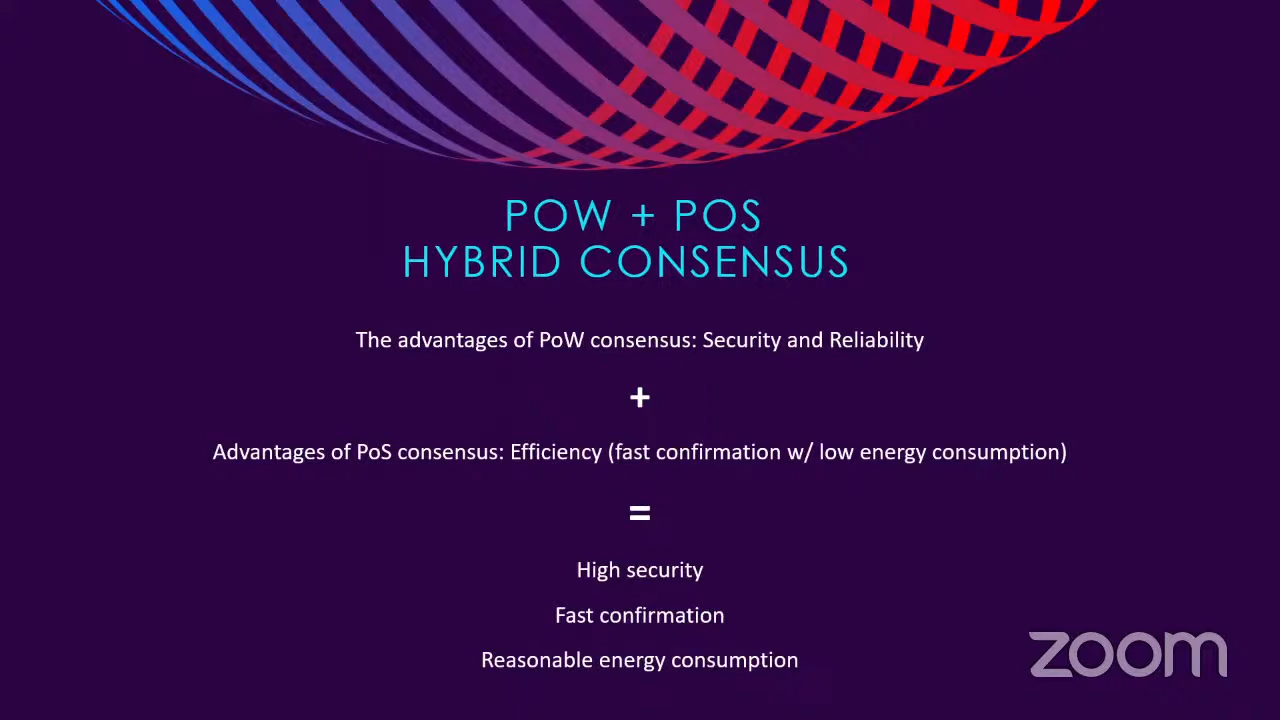 POW + POS
HYBRID CONSENSUS
The advantages of PoW consensus: Security and Reliability
+
Advantages of PoS consensus: Efficiency (fast confirmation w/ low energy consumption)
=
High security
Fast confirmation
Reasonable energy consumption
zoom